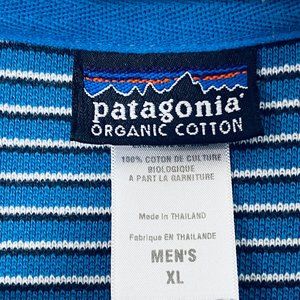 patagonia
ORGANIC COTTON
100% COTON DE CULTURE
BIOLOGIQUE
A PART LA GARNITURE
Made in THAILAND
Fabriqué EN THAILANDE
MEN'S
XL